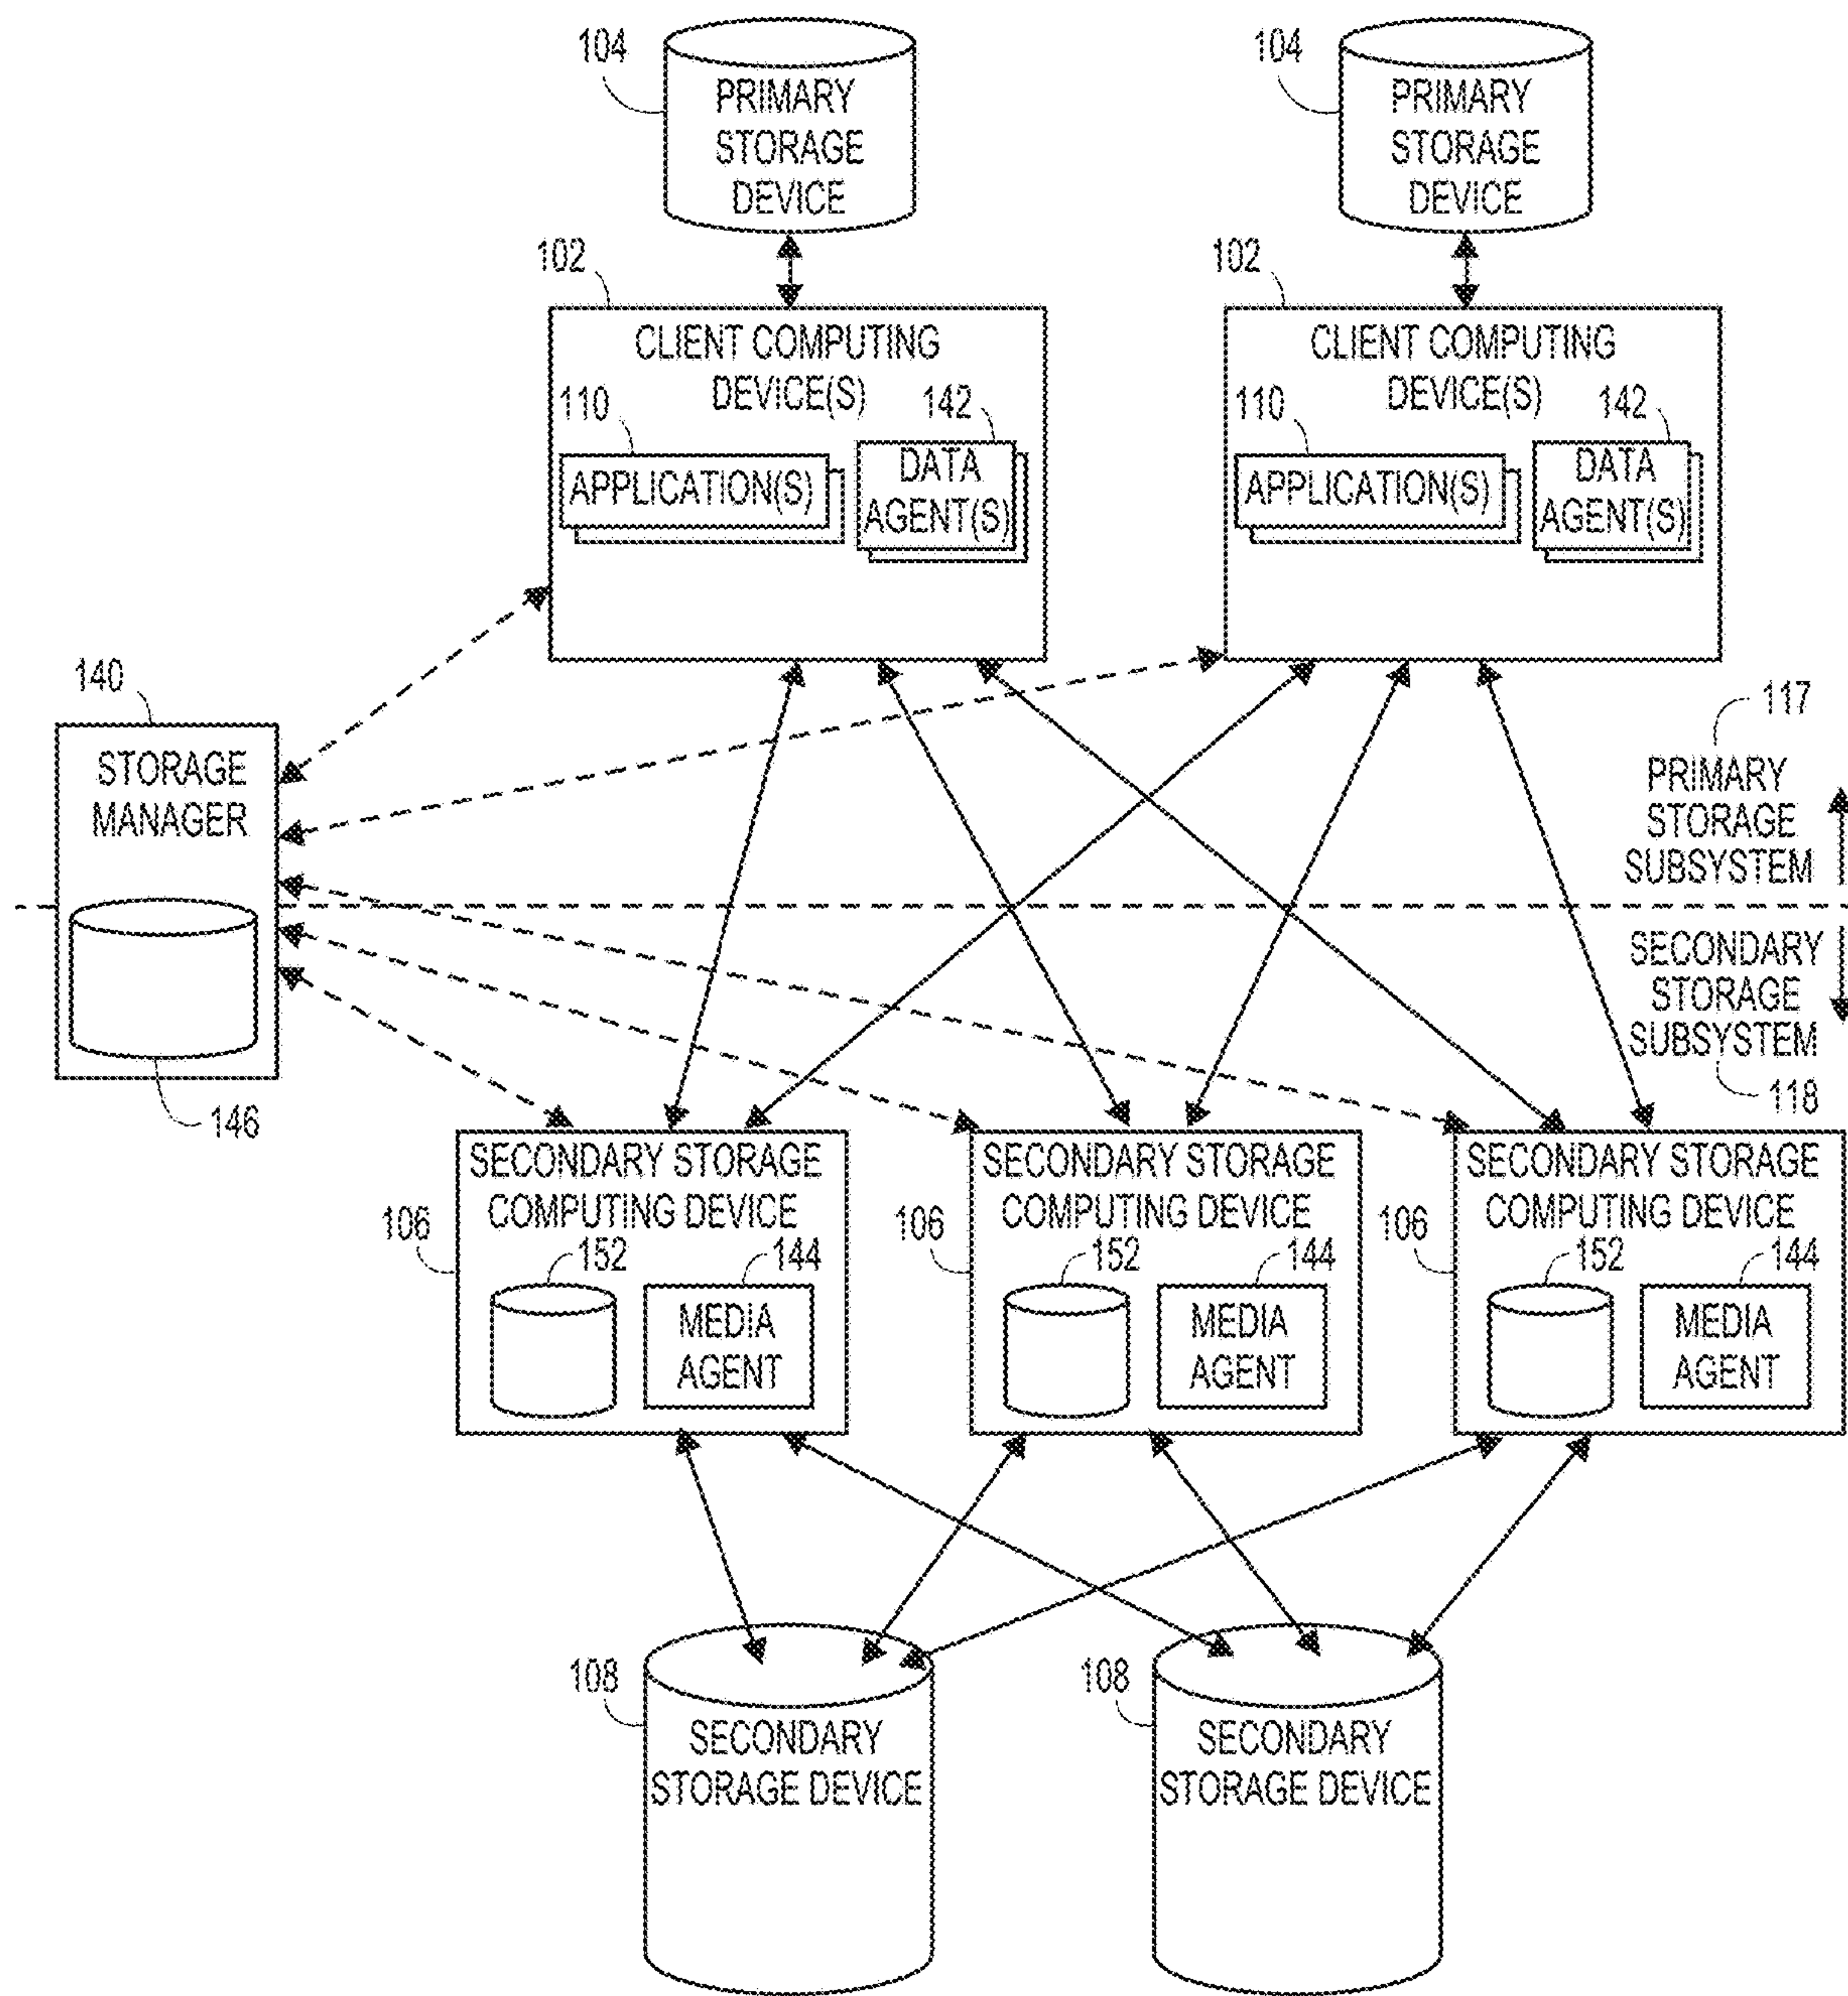 104
PRIMARY
STORAGE
DEVICE
104
PRIMARY
STORAGE
DEVICE
102
CLIENT COMPUTING
DEVICE(S)
110
142
APPLICATION(S)
DATA
AGENT(S)
102
CLIENT COMPUTING
DEVICE(S)
110
142
APPLICATION(S)
DATA
AGENT(S)
140
STORAGE
MANAGER
146
117
PRIMARY
STORAGE
SUBSYSTEM
SECONDARY
STORAGE
SUBSYSTEM
118
SECONDARY STORAGE
COMPUTING DEVICE
106
152
144
MEDIA
AGENT
SECONDARY STORAGE
COMPUTING DEVICE
106
152
144
MEDIA
AGENT
SECONDARY STORAGE
COMPUTING DEVICE
106
152
144
MEDIA
AGENT
108
SECONDARY
STORAGE DEVICE
108
SECONDARY
STORAGE DEVICE